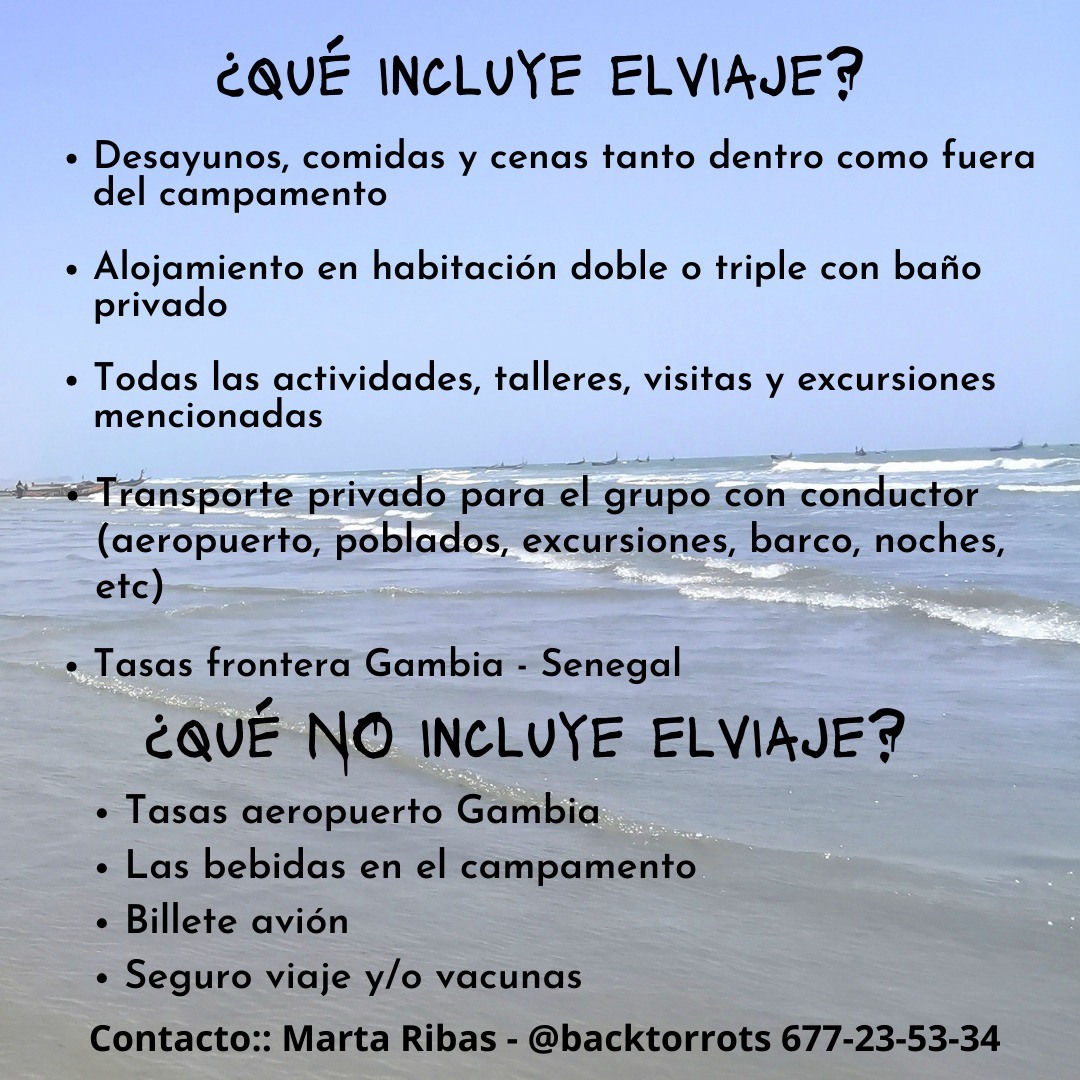 ¿QUÉ INCLUYE ELVIAJE?
• Desayunos, comidas y cenas tanto dentro como fuera
del campamento
• Alojamiento en habitación doble o triple con baño
privado
• Todas las actividades, talleres, visitas y excursiones
mencionadas
• Transporte privado para el grupo con conductor
(aeropuerto, poblados, excursiones, barco, noches,
etc)
• Tasas frontera Gambia - Senegal
¿QUÉ NO INCLUYE ELVIAJE?
• Tasas aeropuerto Gambia
• Las bebidas en el campamento
• Billete avión
• Seguro viaje y/o vacunas
Contacto:: Marta Ribas - @backtorrots 677-23-53-34